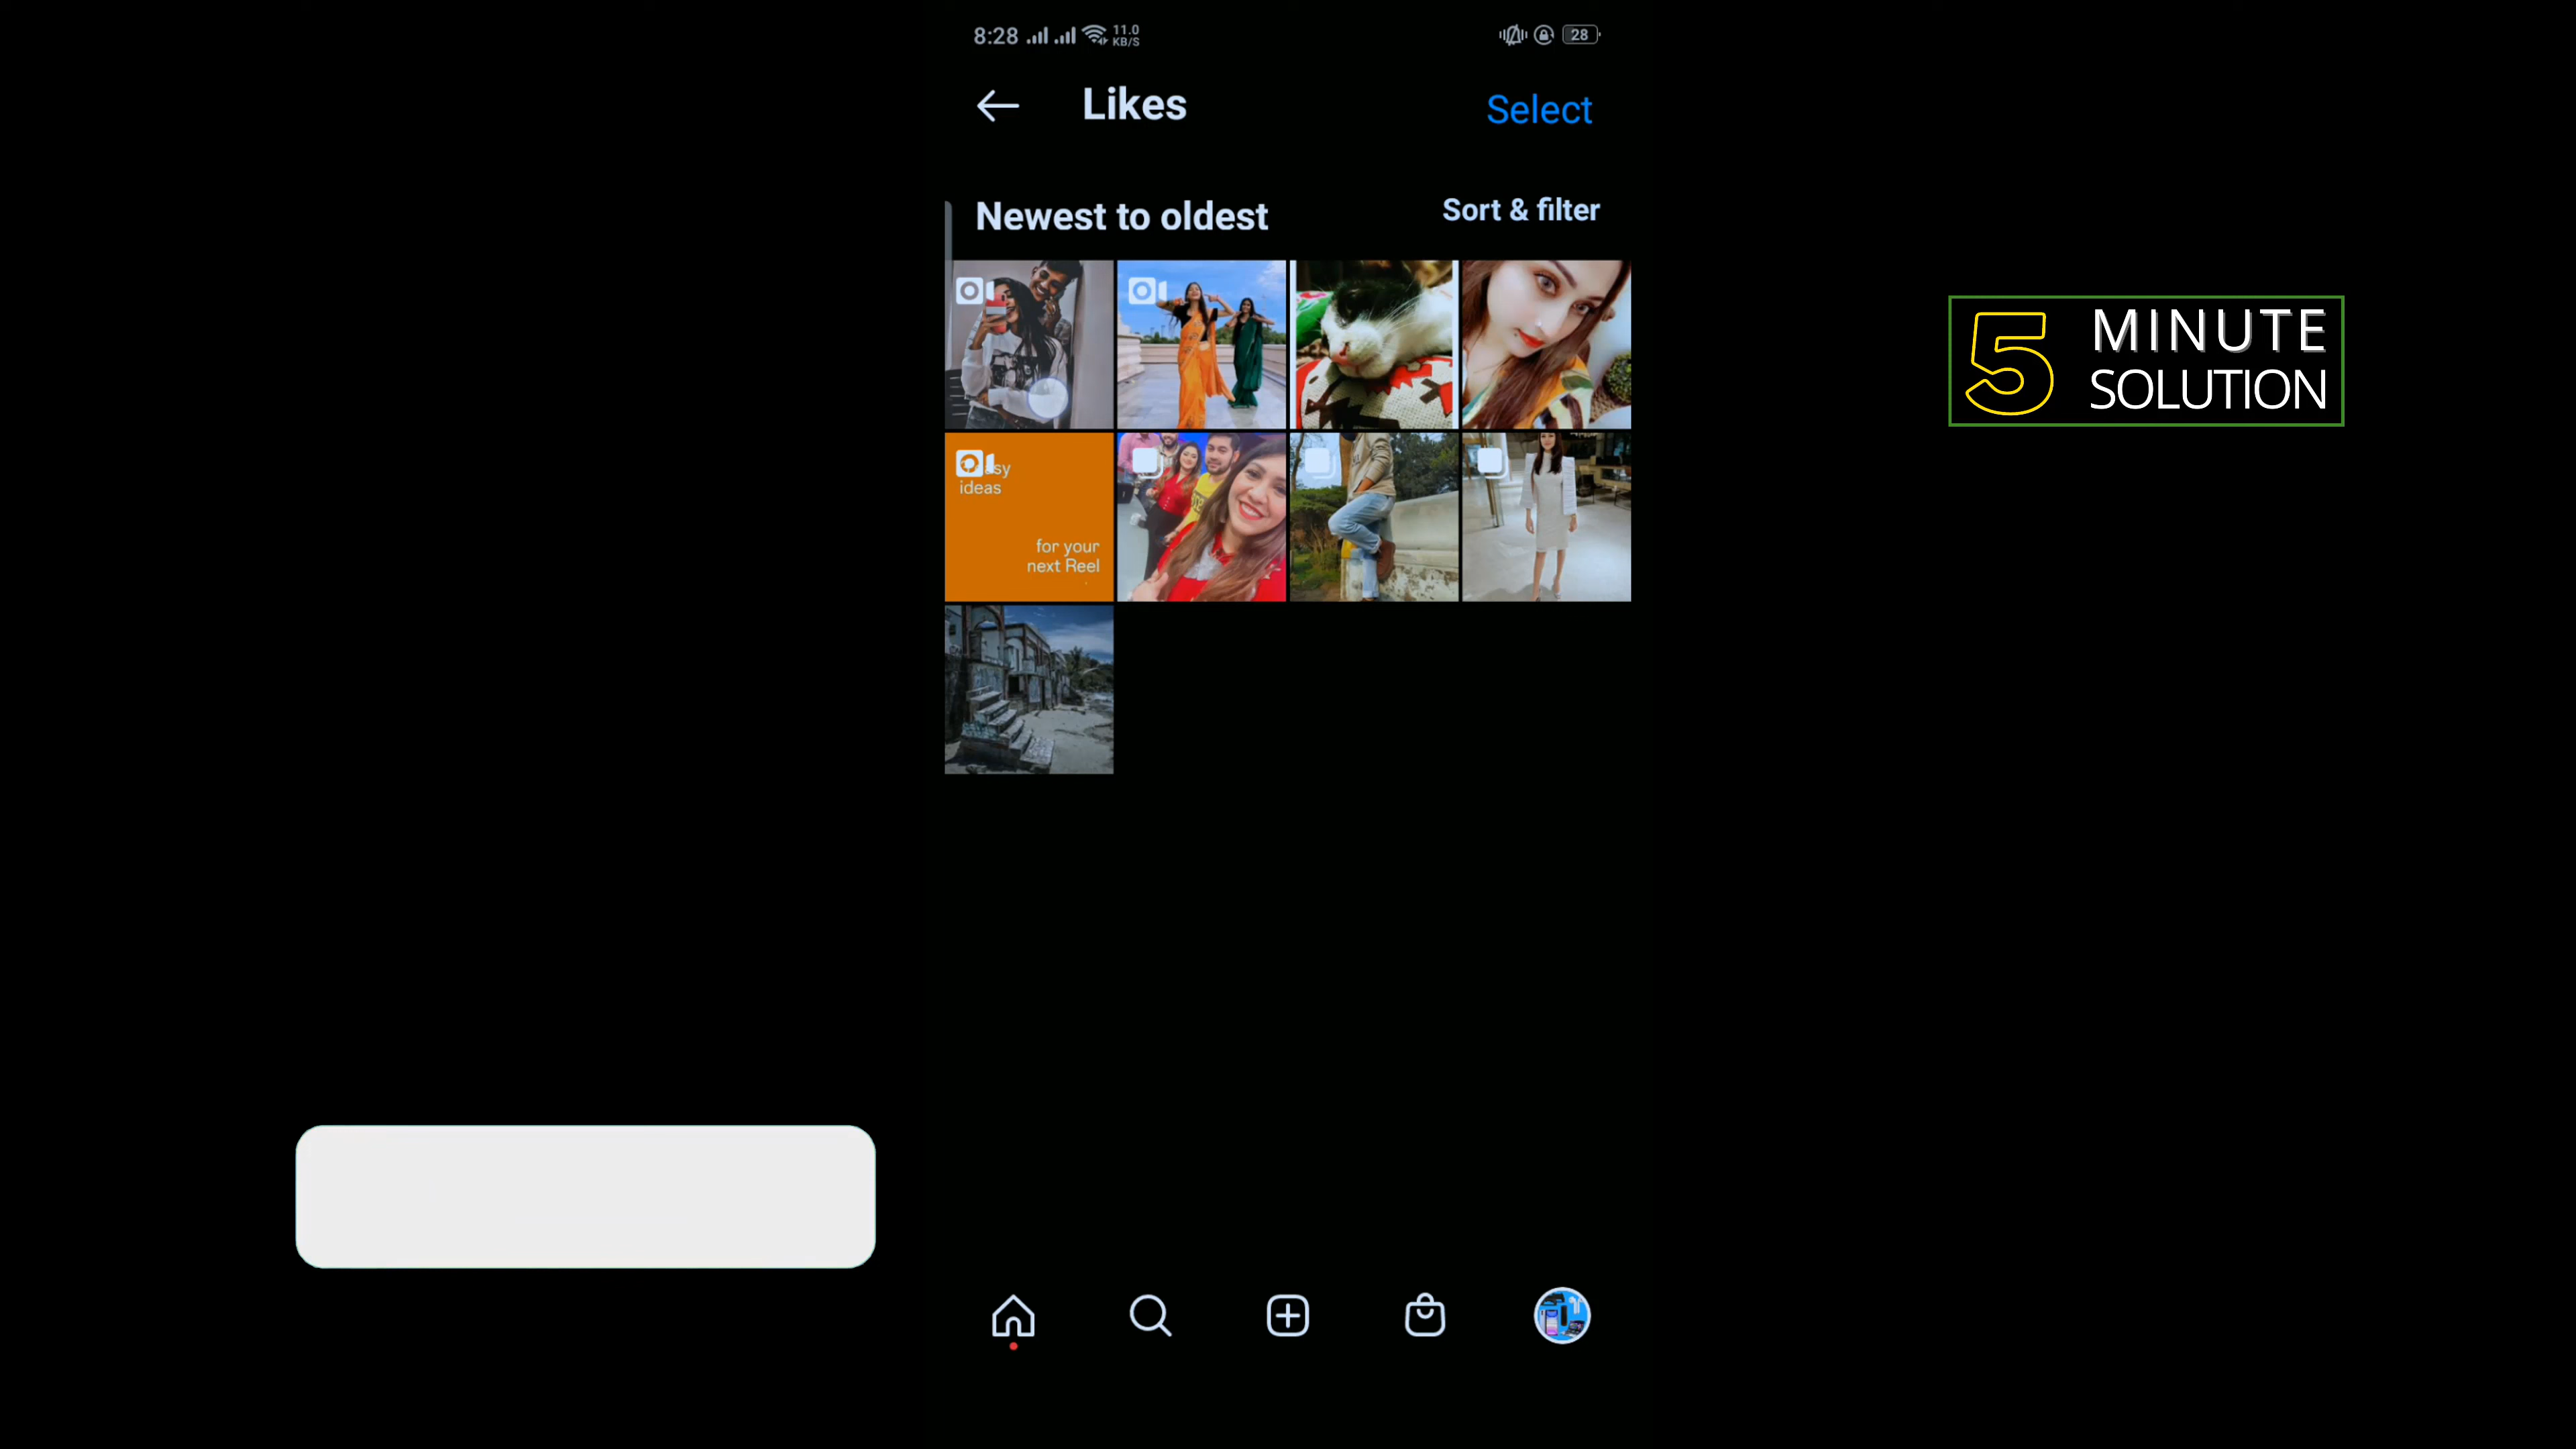 8:28
11.0
KB/S
28
Likes
Select
Newest to oldest
Sort & filter
5 MINUTE
SOLUTION
ideas
for your
next Reel